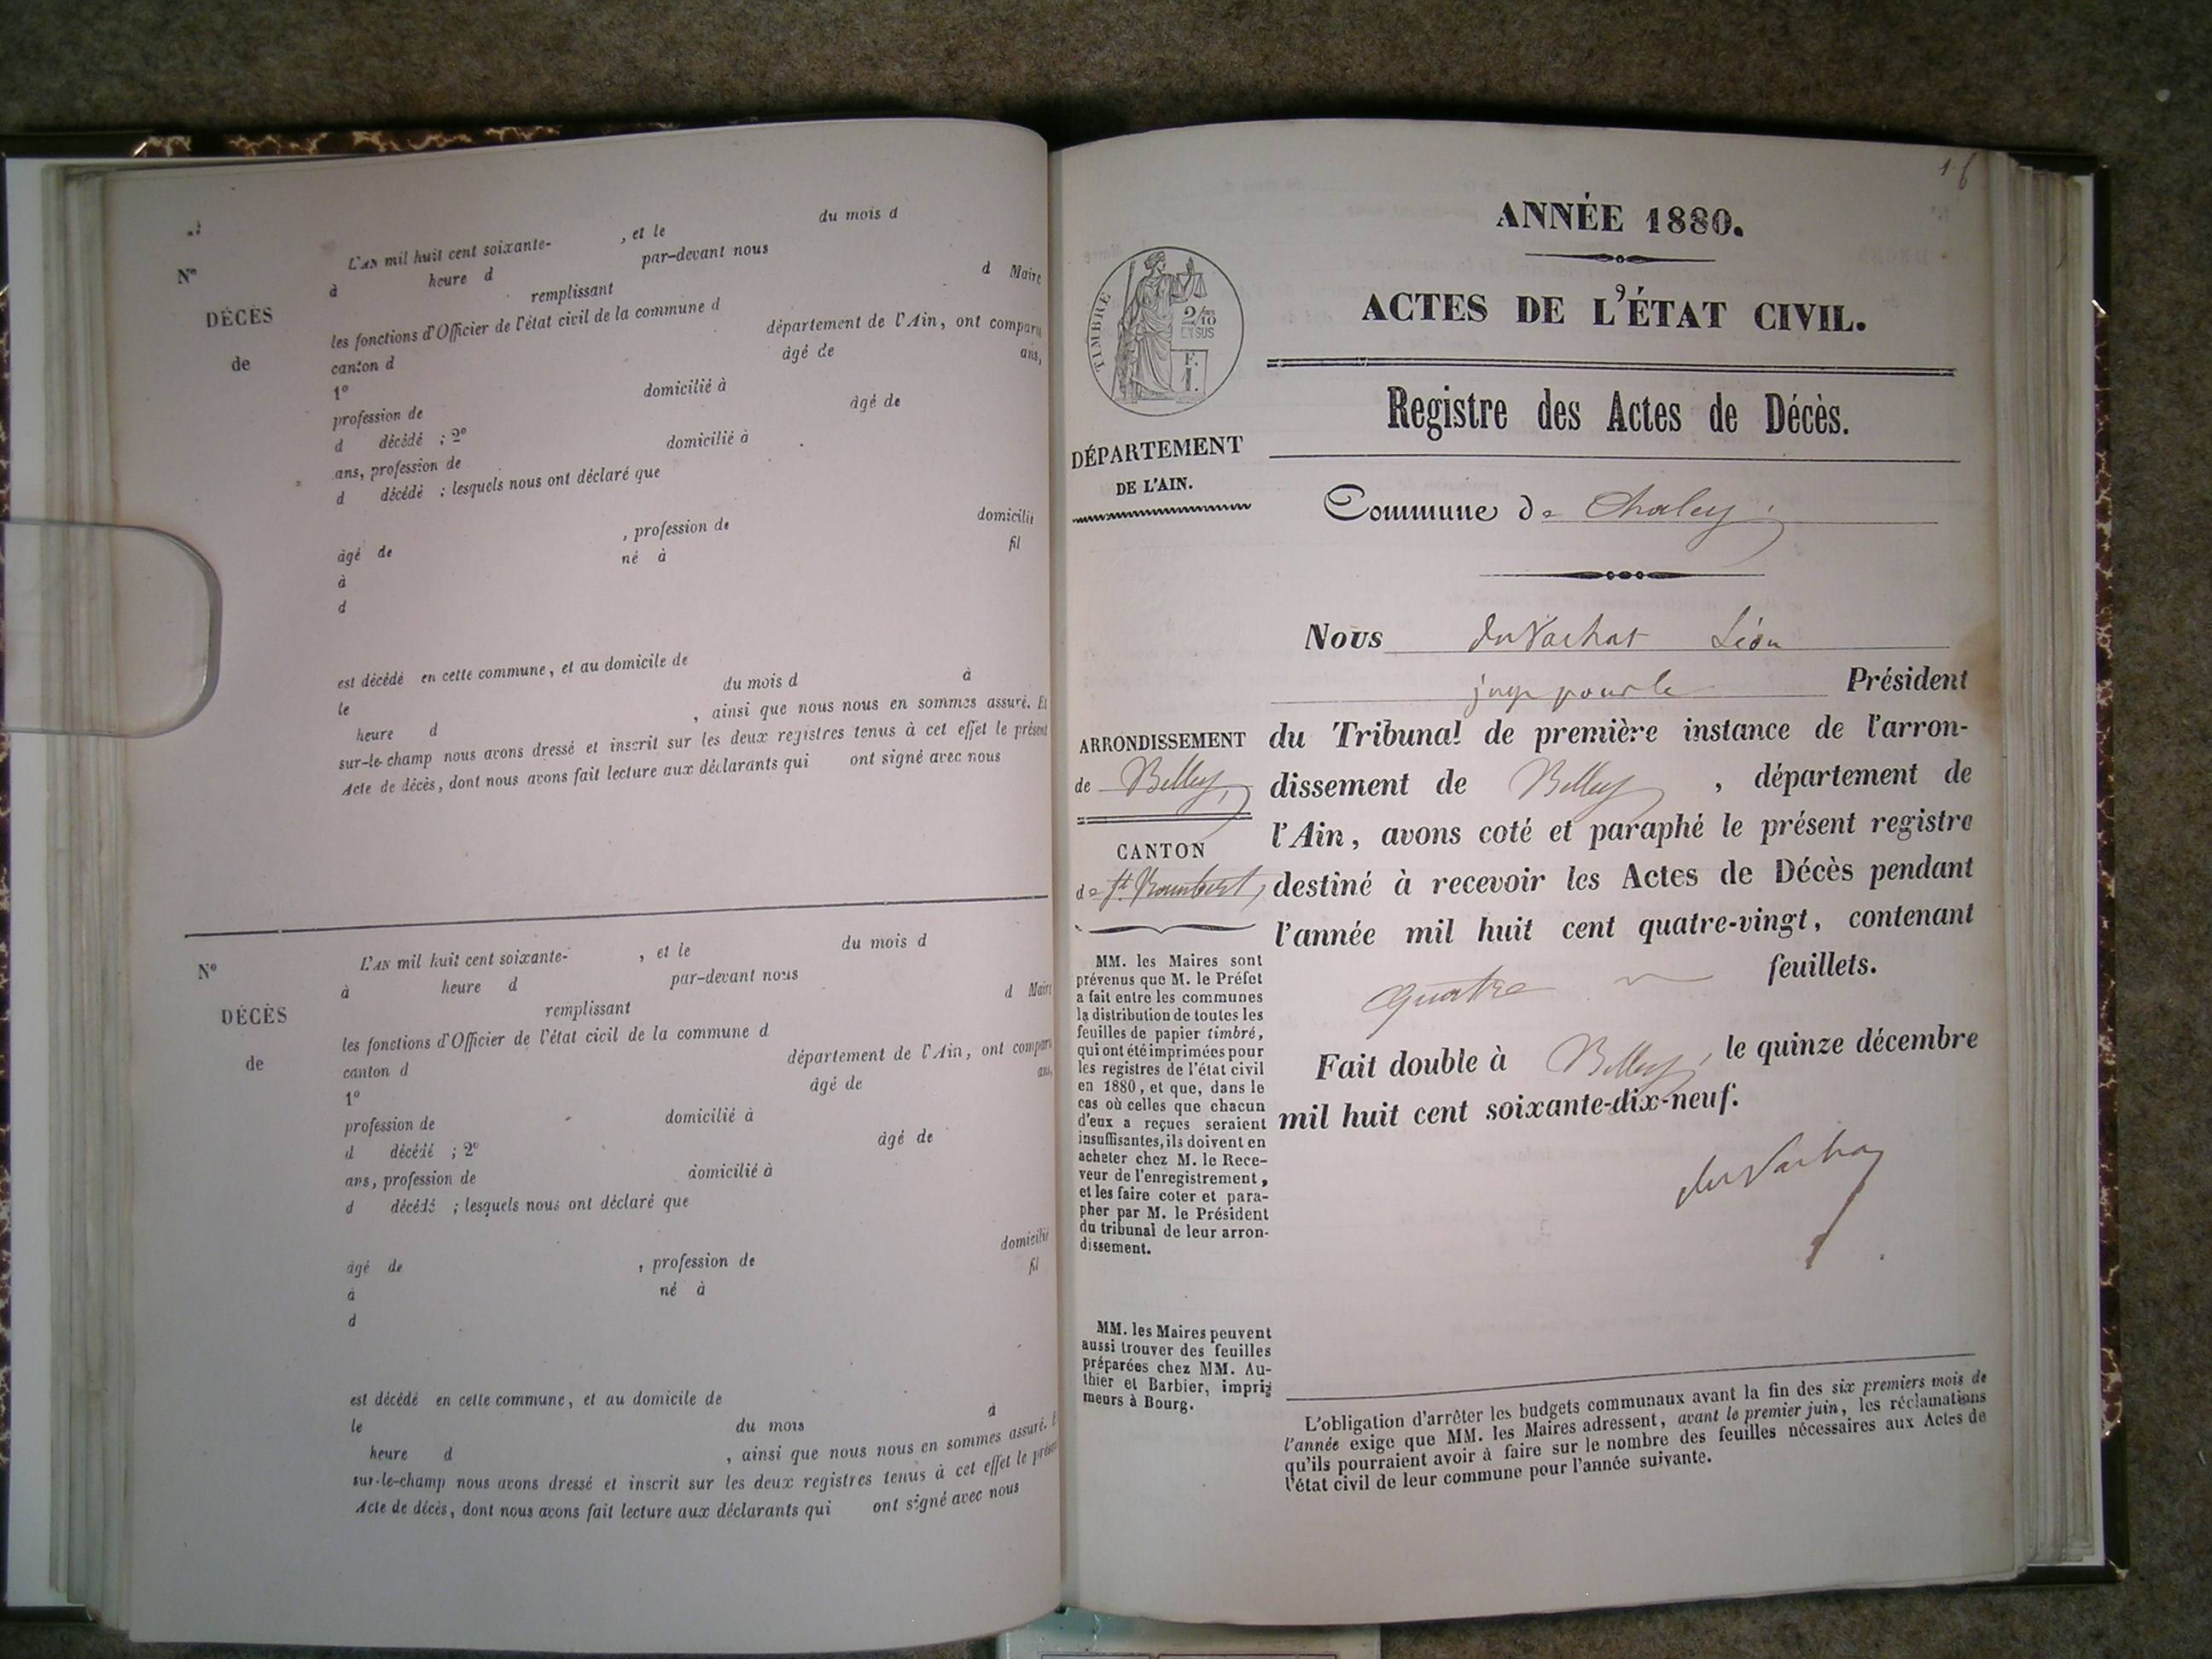 N°
DÉCÈS
de
L'AN mil huit cent soixante- , et le du mois d
à heure d par-devant nous
remplissant d Maire
les fonctions d'Officier de l'état civil de la commune d
canton d département de l'Ain, ont comparu
1° âgé de ans,
profession de domicilié à
d décédé ; 2° âgé de
ans, profession de domicilié à
d décédé ; lesquels nous ont déclaré que
âgé de , profession de domicilié
à né à fil
d
est décédé en cette commune, et au domicile de
le du mois d à
heure d , ainsi que nous nous en sommes assuré. Et
sur-le-champ nous avons dressé et inscrit sur les deux registres tenus à cet effet le présent
Acte de décès, dont nous avons fait lecture aux déclarants qui ont signé avec nous
N°
DÉCÈS
de
L'AN mil huit cent soixante- , et le du mois d
à heure d par-devant nous
remplissant d Maire
les fonctions d'Officier de l'état civil de la commune d
canton d département de l'Ain, ont comparu
1° âgé de ans,
profession de domicilié à
d décédé ; 2° âgé de
ans, profession de domicilié à
d décédé ; lesquels nous ont déclaré que
âgé de , profession de domicilié
à né à fil
d
est décédé en cette commune, et au domicile de
le du mois à
heure d , ainsi que nous nous en sommes assuré. E
sur-le-champ nous avons dressé et inscrit sur les deux registres tenus à cet effet le présen
Acte de décès, dont nous avons fait lecture aux déclarants qui ont signé avec nous
ANNÉE 1880.
ACTES DE L'ÉTAT CIVIL.
TIMBRE
2/10
EN SUS
F.
1.
Registre des Actes de Décès.
DÉPARTEMENT
DE L'AIN.
Commune de Chaley
Nous du Vachat Léon
juge pour le Président
du Tribunal de première instance de l'arron-
dissement de Belley , département de
l'Ain, avons coté et paraphé le présent registre
destiné à recevoir les Actes de Décès pendant
l'année mil huit cent quatre-vingt, contenant
quatre feuillets.
Fait double à Belley, le quinze décembre
mil huit cent soixante-dix-neuf.
du Vachat
ARRONDISSEMENT
de Belley,
CANTON
de St Rambert,
MM. les Maires sont
prévenus que M. le Préfet
a fait entre les communes
la distribution de toutes les
feuilles de papier timbré,
qui ont été imprimées pour
les registres de l'état civil
en 1880, et que, dans le
cas où celles que chacun
d'eux a reçues seraient
insuffisantes, ils doivent en
acheter chez M. le Rece-
veur de l'enregistrement,
et les faire coter et para-
pher par M. le Président
du tribunal de leur arron-
dissement.
MM. les Maires peuvent
aussi trouver des feuilles
préparées chez MM. Au-
thier et Barbier, impri-
meurs à Bourg.
L'obligation d'arrêter les budgets communaux avant la fin des six premiers mois de
l'année exige que MM. les Maires adressent, avant le premier juin, les réclamations
qu'ils pourraient avoir à faire sur le nombre des feuilles nécessaires aux Actes de
l'état civil de leur commune pour l'année suivante.